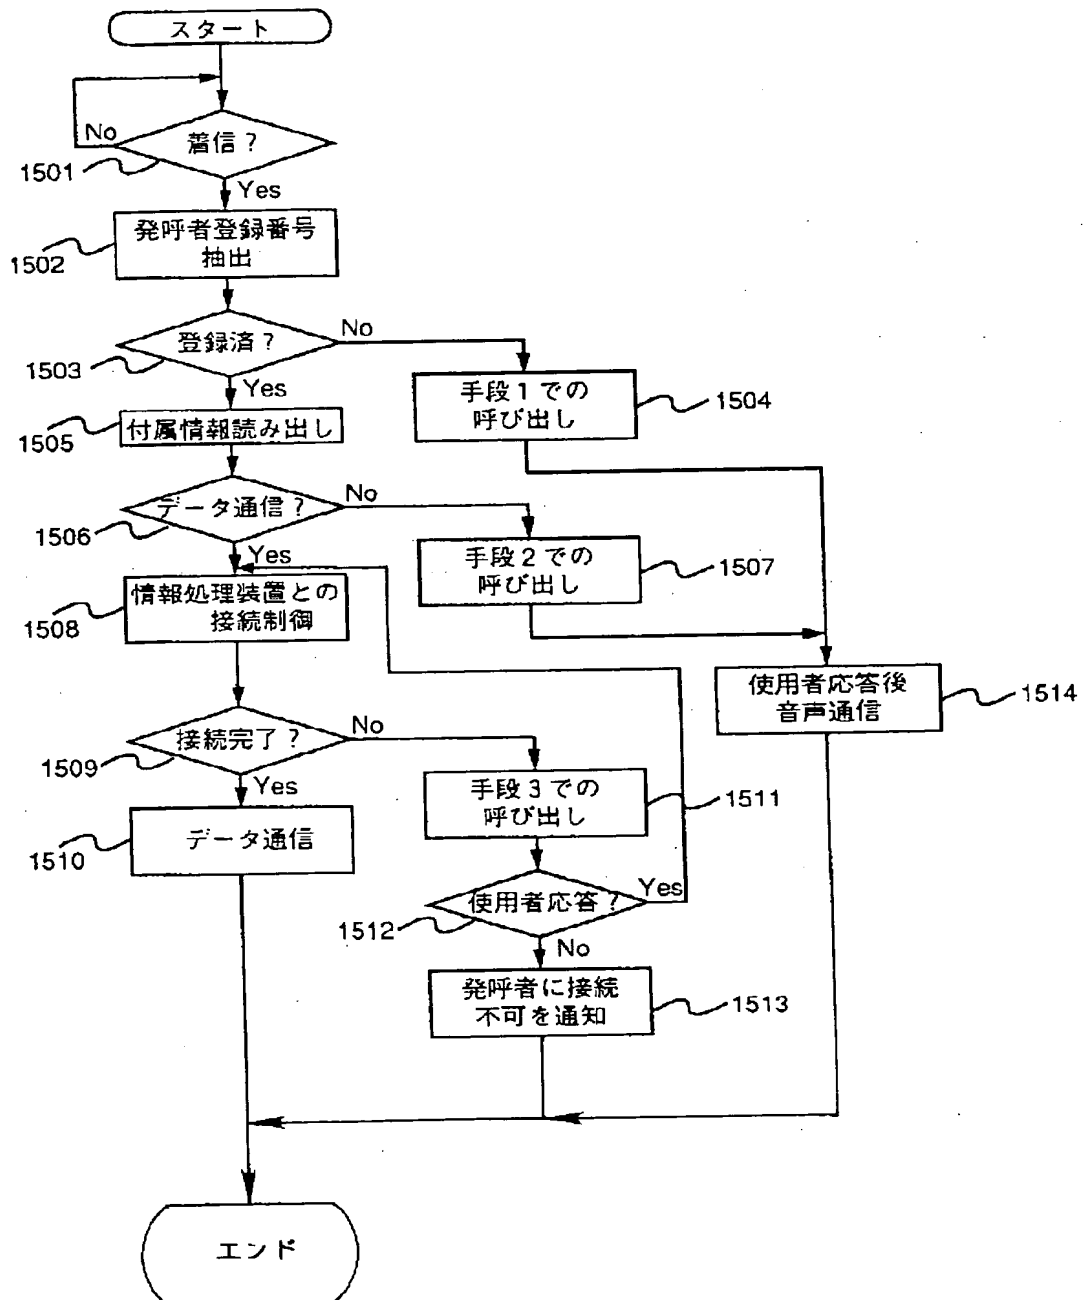 スタート
No
着信？
1501
Yes
発呼者登録番号
抽出
1502
登録済？
No
1503
Yes
手段１での
呼び出し
1504
付属情報読み出し
1505
データ通信？
No
1506
Yes
手段２での
呼び出し
1507
情報処理装置との
接続制御
1508
使用者応答後
音声通信
1514
接続完了？
No
1509
Yes
手段３での
呼び出し
1511
データ通信
1510
使用者応答？
Yes
1512
No
発呼者に接続
不可を通知
1513
エンド